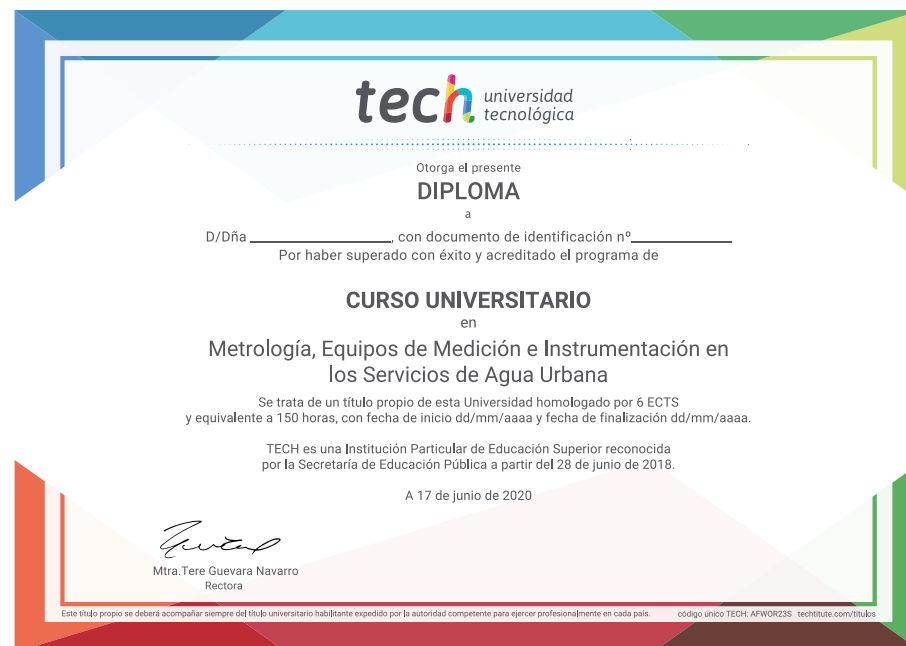 tech universidad
tecnológica
Otorga el presente
DIPLOMA
a
D/Dña ____________________, con documento de identificación nº______________
Por haber superado con éxito y acreditado el programa de
CURSO UNIVERSITARIO
en
Metrología, Equipos de Medición e Instrumentación en
los Servicios de Agua Urbana
Se trata de un título propio de esta Universidad homologado por 6 ECTS
y equivalente a 150 horas, con fecha de inicio dd/mm/aaaa y fecha de finalización dd/mm/aaaa.
TECH es una Institución Particular de Educación Superior reconocida
por la Secretaría de Educación Pública a partir del 28 de junio de 2018.
A 17 de junio de 2020
Mtra.Tere Guevara Navarro
Rectora
Este título propio se deberá acompañar siempre del título universitario habilitante expedido por la autoridad competente para ejercer profesionalmente en cada país. código único TECH: AFWOR23S techtitute.com/titulos